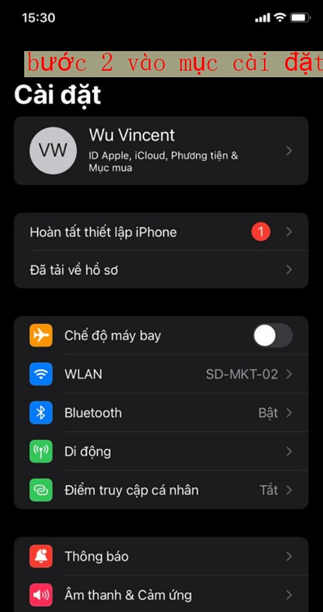 15:30
bước 2 vào mục cài đặt
Cài đặt
VW
Wu Vincent
ID Apple, iCloud, Phương tiện &
Mục mua
Hoàn tất thiết lập iPhone 1
Đã tải về hồ sơ
Chế độ máy bay
WLAN SD-MKT-02
Bluetooth Bật
Di động
Điểm truy cập cá nhân Tắt
Thông báo
Âm thanh & Cảm ứng